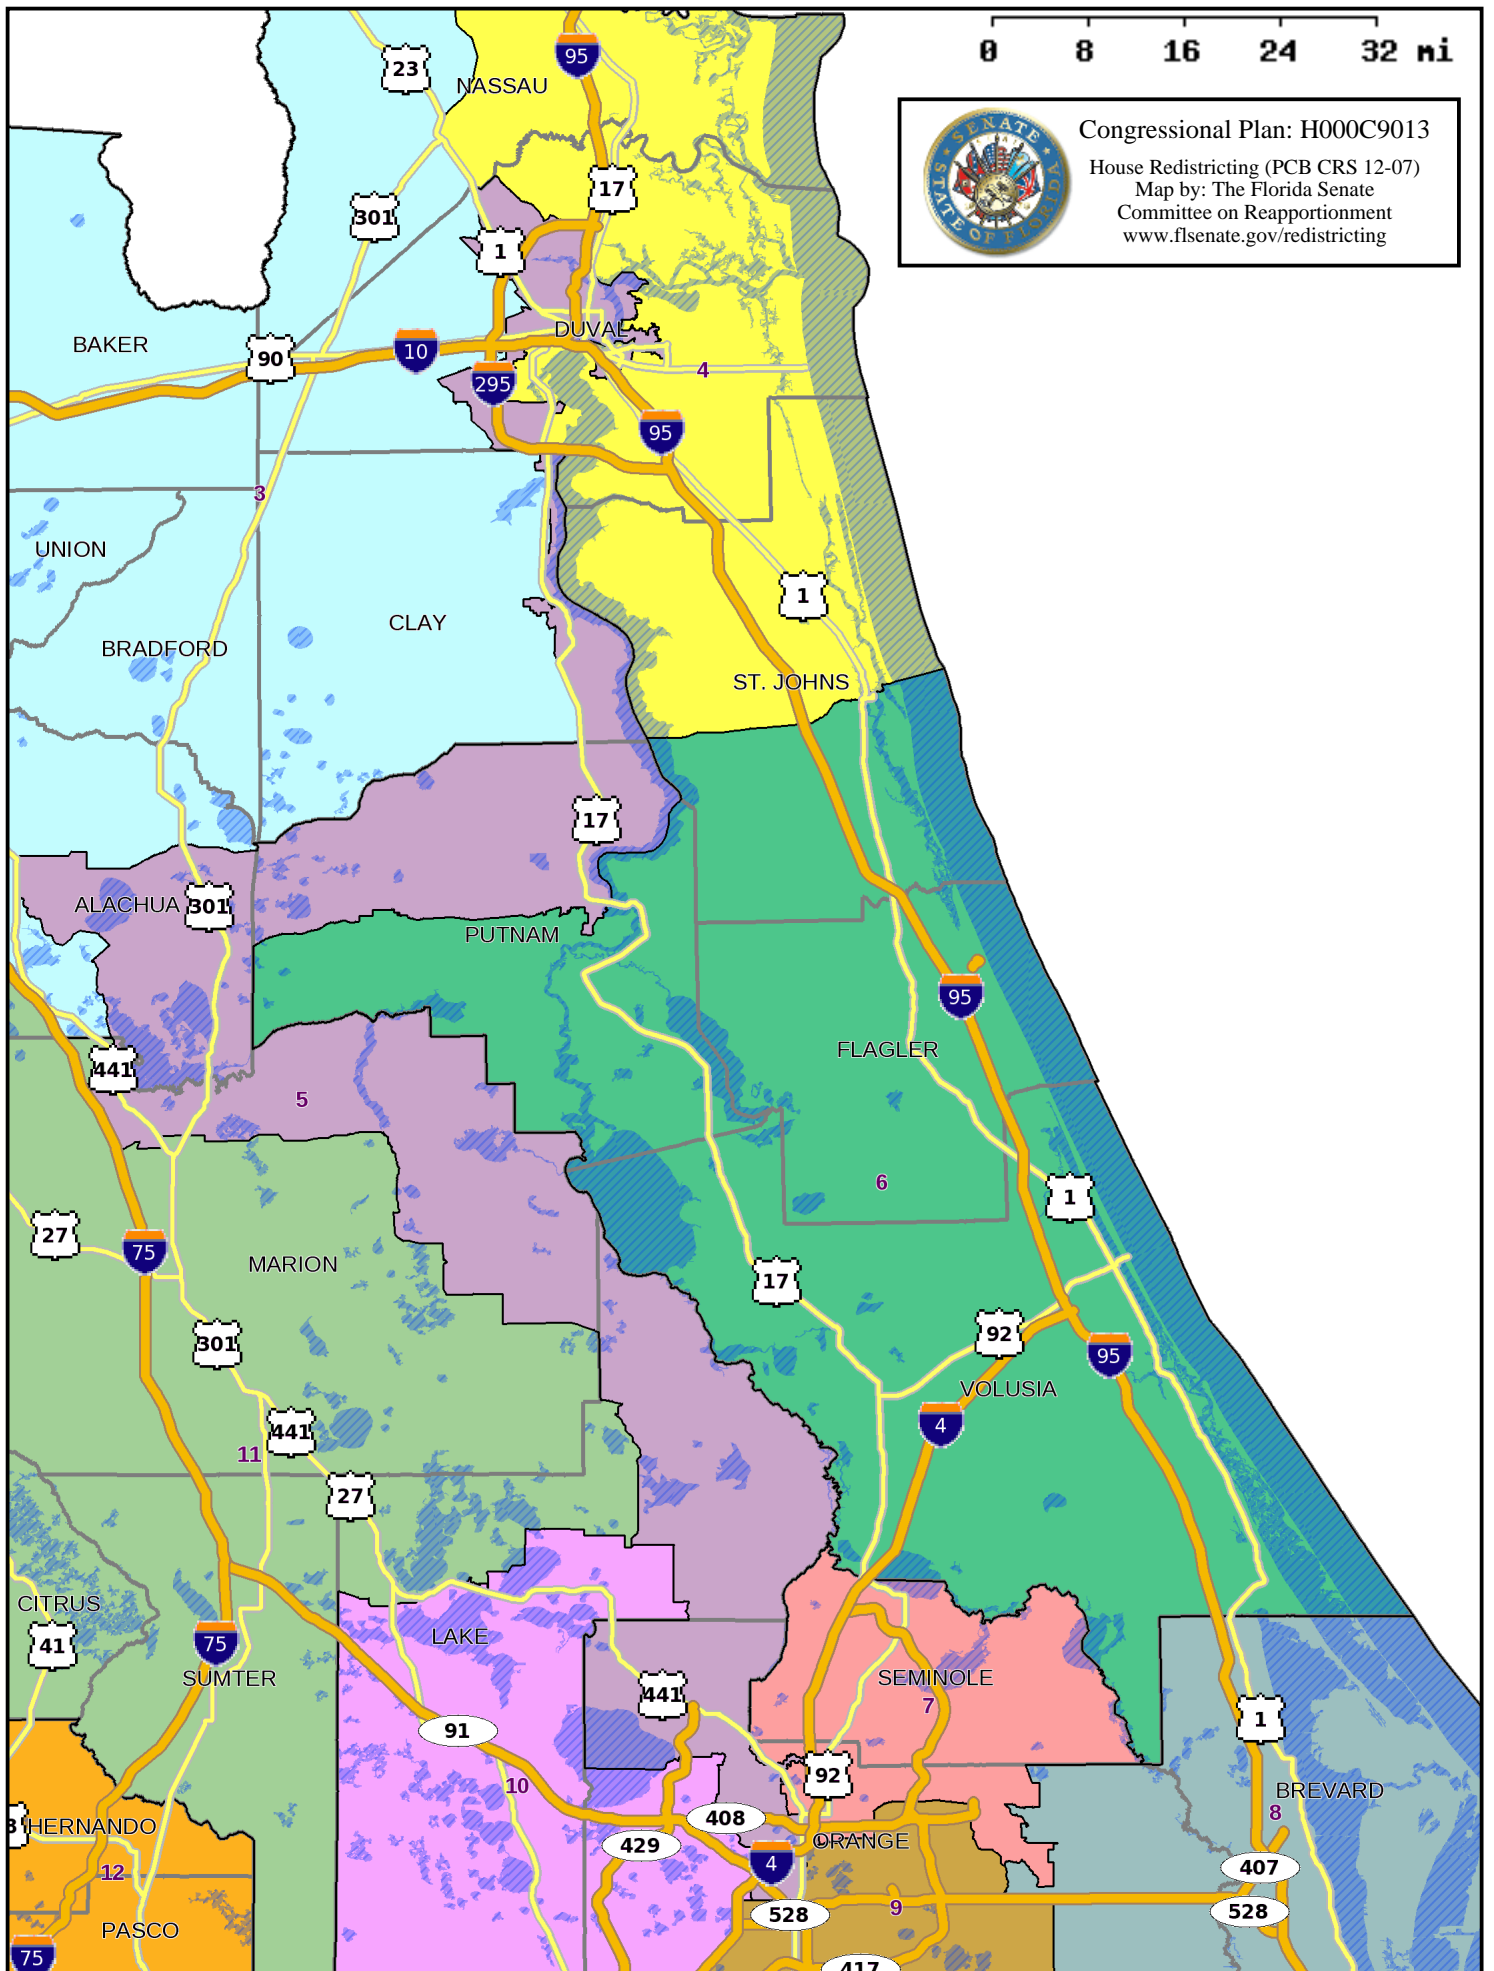 0 8 16 24 32 mi
Congressional Plan: H000C9013
House Redistricting (PCB CRS 12-07)
Map by: The Florida Senate
Committee on Reapportionment
www.flsenate.gov/redistricting
SENATE
STATE OF FLORIDA
23
95
NASSAU
17
301
1
DUVAL
BAKER
90
10
295
4
95
3
UNION
1
CLAY
BRADFORD
ST. JOHNS
17
ALACHUA
301
PUTNAM
95
FLAGLER
441
5
6
1
27
75
MARION
17
301
92
95
VOLUSIA
4
441
11
27
CITRUS
41
75
LAKE
SUMTER
SEMINOLE
441
7
91
1
92
10
BREVARD
408
8
HERNANDO
429
ORANGE
4
407
12
9
528
528
PASCO
75
417